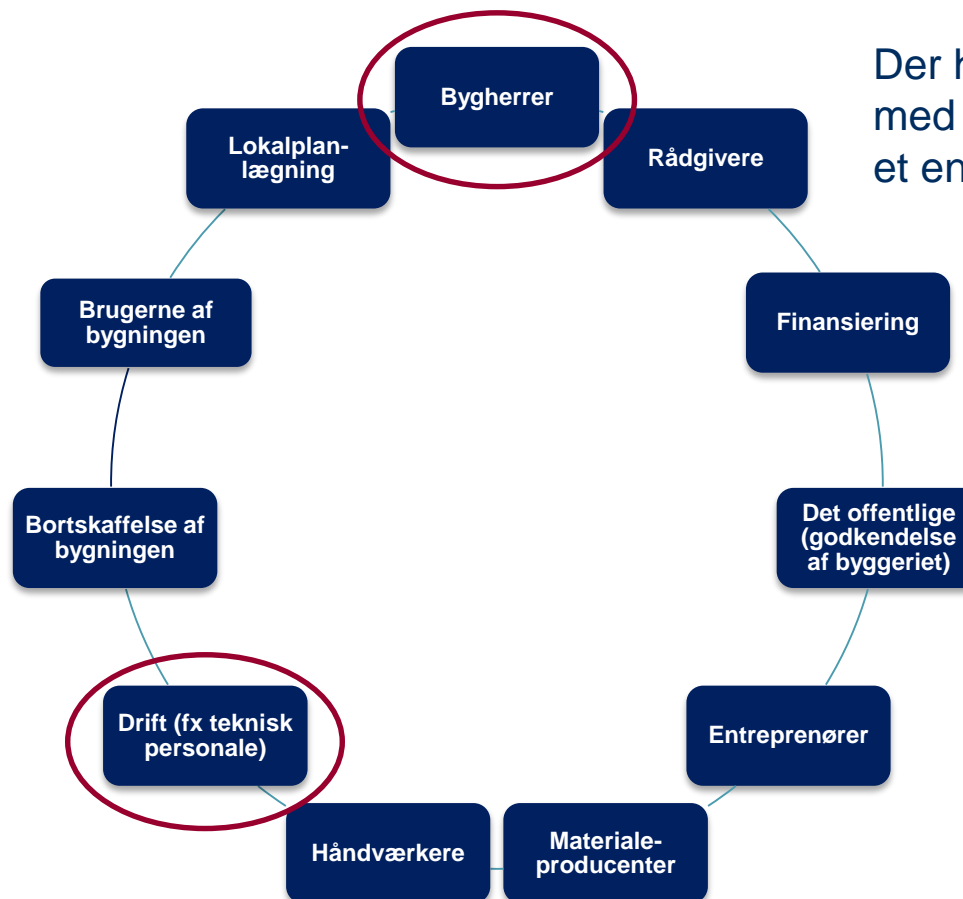 Bygherrer
Der
med
et
Lokalplan-
lægning
Rådgivere
Brugerne af
bygningen
Finansiering
Bortskaffelse af
bygningen
Det offentlige
(godkendelse
af byggeriet)
Drift (fx teknisk
personale)
Entreprenører
Håndværkere
Materiale-
producenter